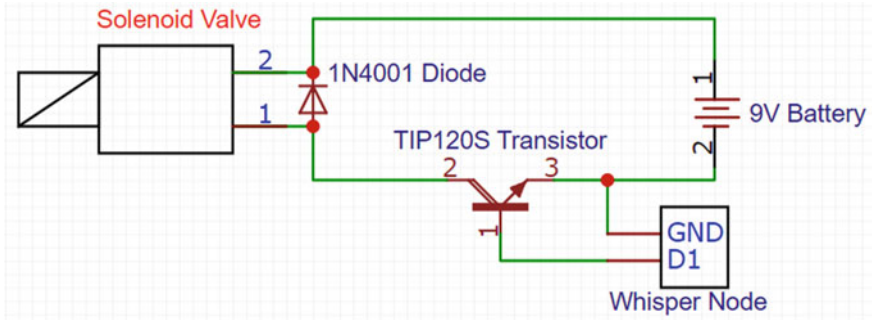 Solenoid Valve
2
1N4001 Diode
1
1
9V Battery
2
TIP120S Transistor
2
3
1
GND
D1
Whisper Node